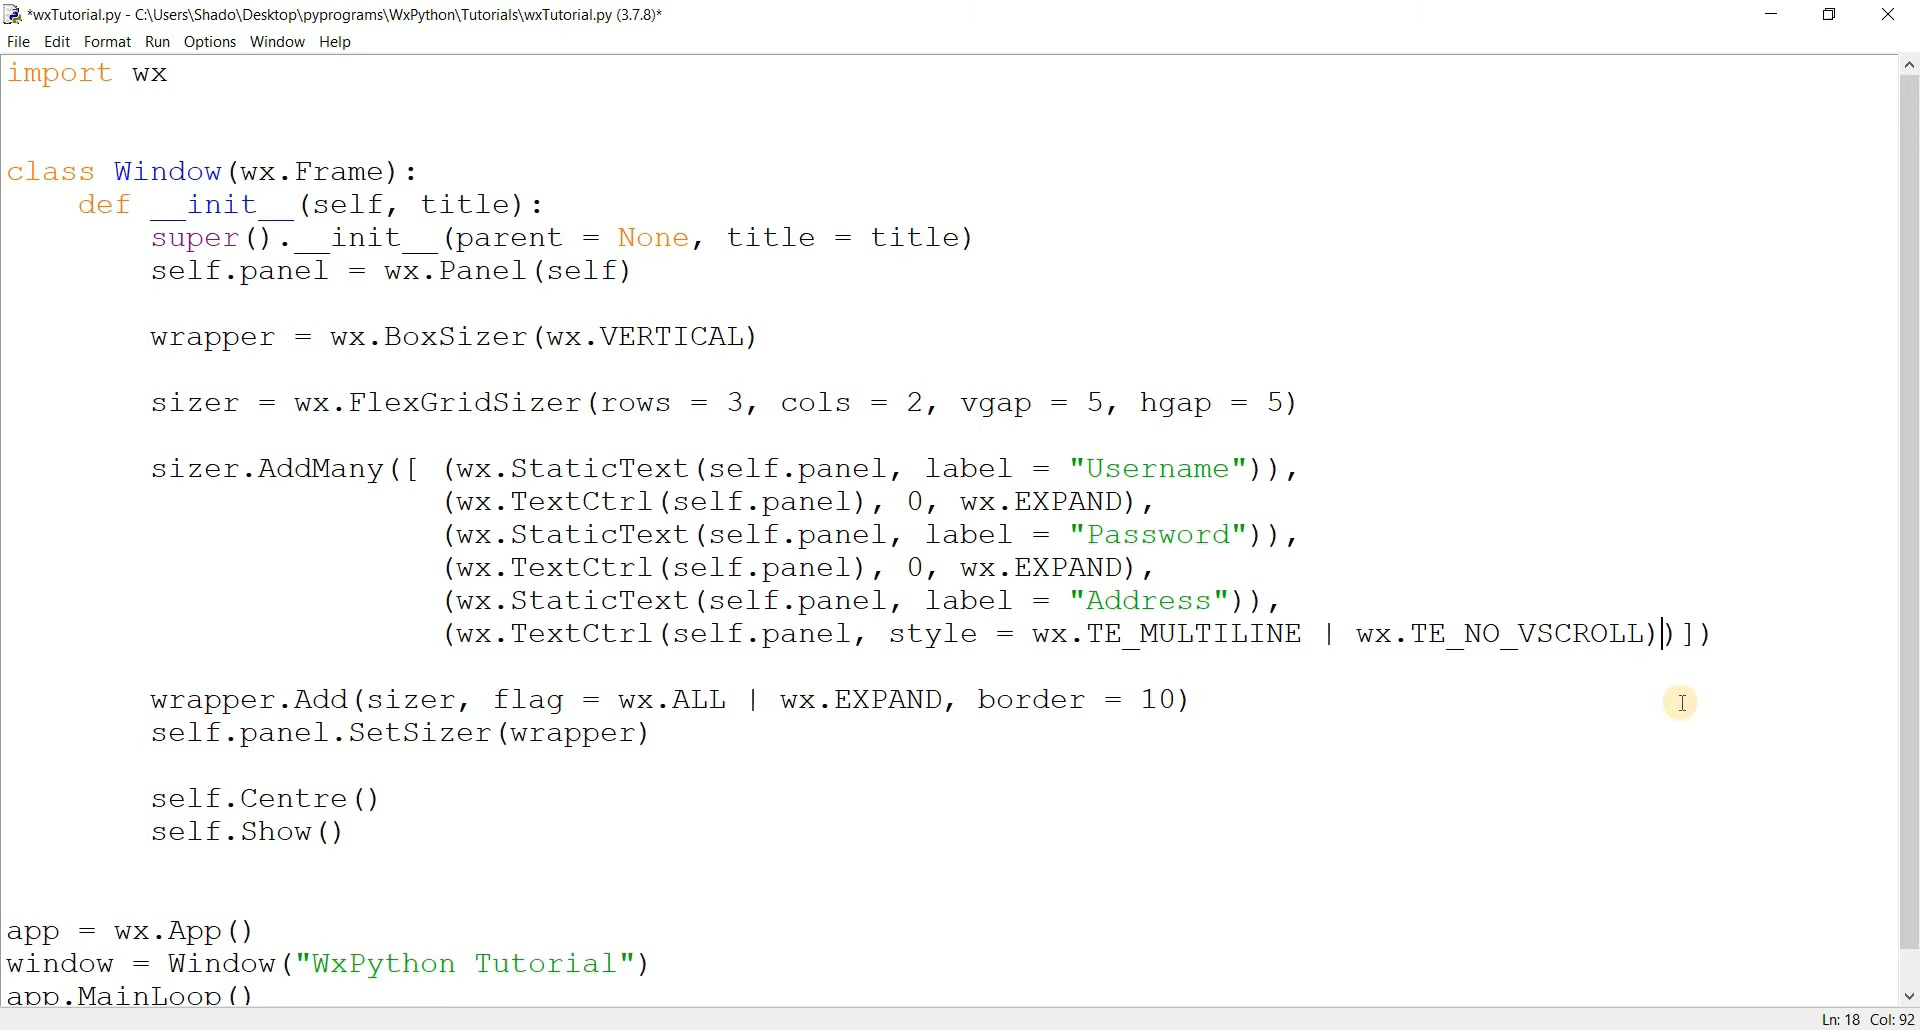 *wxTutorial.py - C:\Users\Shado\Desktop\pyprograms\WxPython\Tutorials\wxTutorial.py (3.7.8)*
File Edit Format Run Options Window Help
import wx
class Window(wx.Frame):
    def __init__(self, title):
        super().__init__(parent = None, title = title)
        self.panel = wx.Panel(self)
        wrapper = wx.BoxSizer(wx.VERTICAL)
        sizer = wx.FlexGridSizer(rows = 3, cols = 2, vgap = 5, hgap = 5)
        sizer.AddMany([ (wx.StaticText(self.panel, label = "Username")),
                        (wx.TextCtrl(self.panel), 0, wx.EXPAND),
                        (wx.StaticText(self.panel, label = "Password")),
                        (wx.TextCtrl(self.panel), 0, wx.EXPAND),
                        (wx.StaticText(self.panel, label = "Address")),
                        (wx.TextCtrl(self.panel, style = wx.TE_MULTILINE | wx.TE_NO_VSCROLL))])
        wrapper.Add(sizer, flag = wx.ALL | wx.EXPAND, border = 10)
        self.panel.SetSizer(wrapper)
        self.Centre()
        self.Show()
app = wx.App()
window = Window("WxPython Tutorial")
app.MainLoop()
Ln: 18 Col: 92